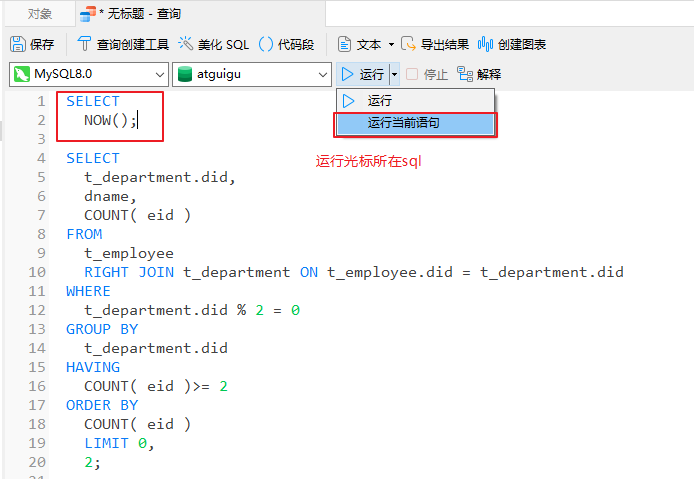 对象 * 无标题 - 查询
保存 查询创建工具 美化 SQL 代码段 文本 导出结果 创建图表
MySQL8.0 atguigu 运行 停止 解释
运行
运行当前语句
运行光标所在sql
1 SELECT
2 NOW();
3
4 SELECT
5 t_department.did,
6 dname,
7 COUNT( eid )
8 FROM
9 t_employee
10 RIGHT JOIN t_department ON t_employee.did = t_department.did
11 WHERE
12 t_department.did % 2 = 0
13 GROUP BY
14 t_department.did
15 HAVING
16 COUNT( eid )>= 2
17 ORDER BY
18 COUNT( eid )
19 LIMIT 0,
20 2;